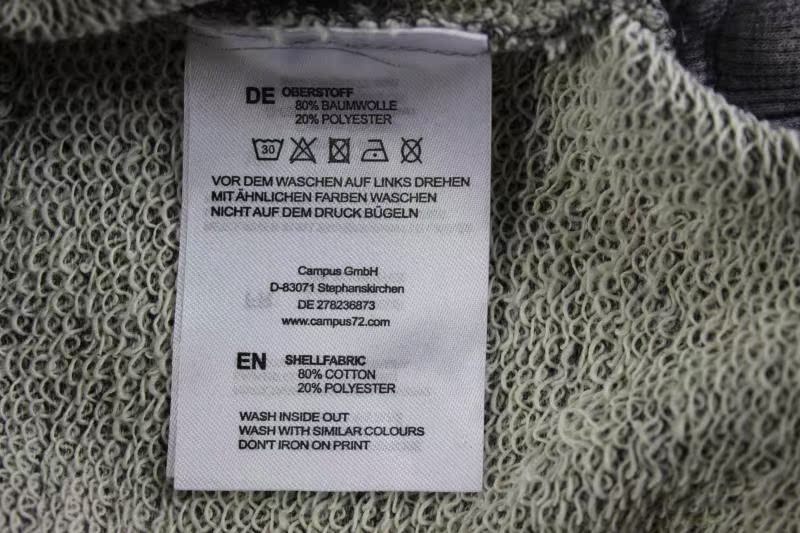 DE OBERSTOFF
80% BAUMWOLLE
20% POLYESTER
30
VOR DEM WASCHEN AUF LINKS DREHEN
MIT ÄHNLICHEN FARBEN WASCHEN
NICHT AUF DEM DRUCK BÜGELN
Campus GmbH
D-83071 Stephanskirchen
DE 278236873
www.campus72.com
EN SHELLFABRIC
80% COTTON
20% POLYESTER
WASH INSIDE OUT
WASH WITH SIMILAR COLOURS
DON'T IRON ON PRINT